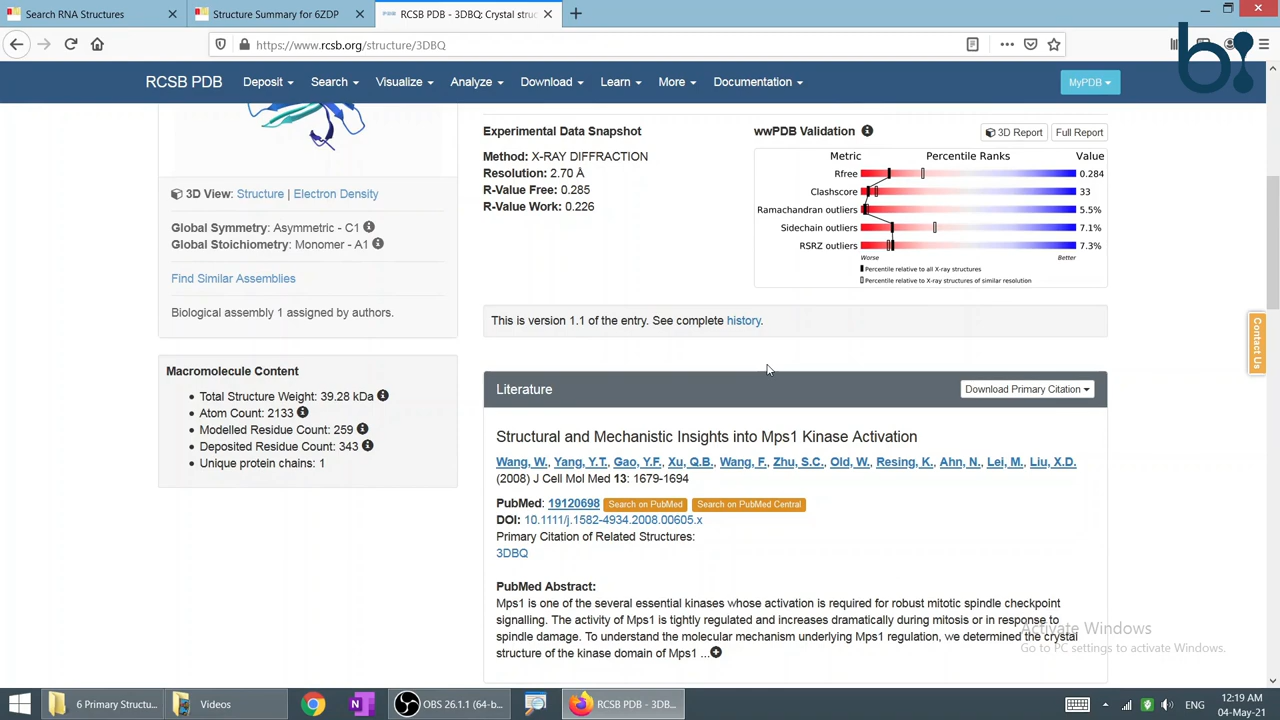 Search RNA Structures
Structure Summary for 6ZDP
RCSB PDB - 3DBQ: Crystal struc
https://www.rcsb.org/structure/3DBQ
RCSB PDB Deposit Search Visualize Analyze Download Learn More Documentation MyPDB
Experimental Data Snapshot
Method: X-RAY DIFFRACTION
Resolution: 2.70 Å
R-Value Free: 0.285
R-Value Work: 0.226
wwPDB Validation
3D Report Full Report
Metric Percentile Ranks Value
Rfree 0.284
Clashscore 33
Ramachandran outliers 5.5%
Sidechain outliers 7.1%
RSRZ outliers 7.3%
Worse Better
Percentile relative to all X-ray structures
Percentile relative to X-ray structures of similar resolution
3D View: Structure | Electron Density
Global Symmetry: Asymmetric - C1
Global Stoichiometry: Monomer - A1
Find Similar Assemblies
Biological assembly 1 assigned by authors.
This is version 1.1 of the entry. See complete history.
Contact Us
Macromolecule Content
Total Structure Weight: 39.28 kDa
Atom Count: 2133
Modelled Residue Count: 259
Deposited Residue Count: 343
Unique protein chains: 1
Literature
Download Primary Citation
Structural and Mechanistic Insights into Mps1 Kinase Activation
Wang, W., Yang, Y.T., Gao, Y.F., Xu, Q.B., Wang, F., Zhu, S.C., Old, W., Resing, K., Ahn, N., Lei, M., Liu, X.D.
(2008) J Cell Mol Med 13: 1679-1694
PubMed: 19120698 Search on PubMed Search on PubMed Central
DOI: 10.1111/j.1582-4934.2008.00605.x
Primary Citation of Related Structures:
3DBQ
PubMed Abstract:
Mps1 is one of the several essential kinases whose activation is required for robust mitotic spindle checkpoint
signalling. The activity of Mps1 is tightly regulated and increases dramatically during mitosis or in response to
spindle damage. To understand the molecular mechanism underlying Mps1 regulation, we determined the crystal
structure of the kinase domain of Mps1 ...
Activate Windows
Go to PC settings to activate Windows.
6 Primary Structu...
Videos
OBS 26.1.1 (64-b...
RCSB PDB - 3DB...
ENG
12:19 AM
04-May-21